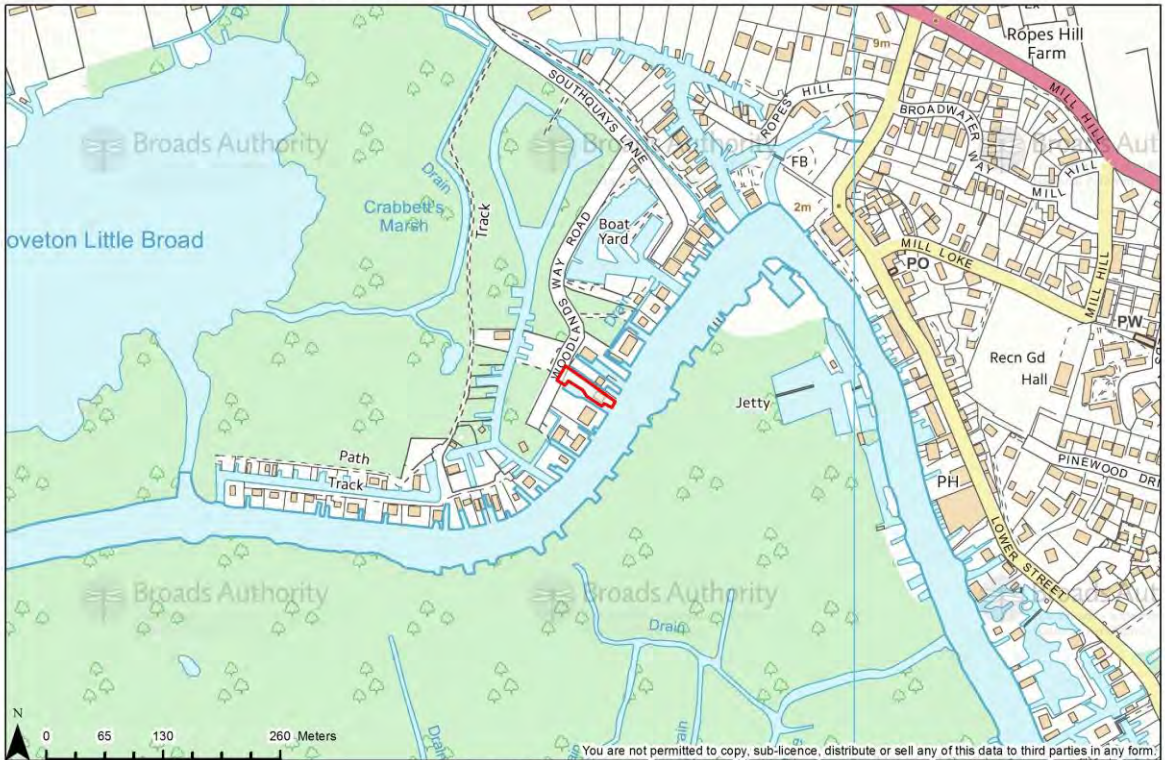 Ropes Hill
Farm
9m
MILL HILL
ROPES HILL
BROADWATER WAY
SOUTHQUAYS LANE
Broads Authority
Broads Authority
Aut
FB
MILL HILL
2m
Drain
Crabbett's
Marsh
Track
Boat
Yard
oveton Little Broad
WOODLANDS WAY ROAD
MILL LOKE
PO
MILL HILL
PW
Drain
Recn Gd
Hall
Jetty
Path
Track
PINEWOOD DRI
PH
LOWER STREET
Broads Authority
Broads Authority
Drain
Drain
N
0 65 130 260 Meters
You are not permitted to copy, sub-licence, distribute or sell any of this data to third parties in any form.